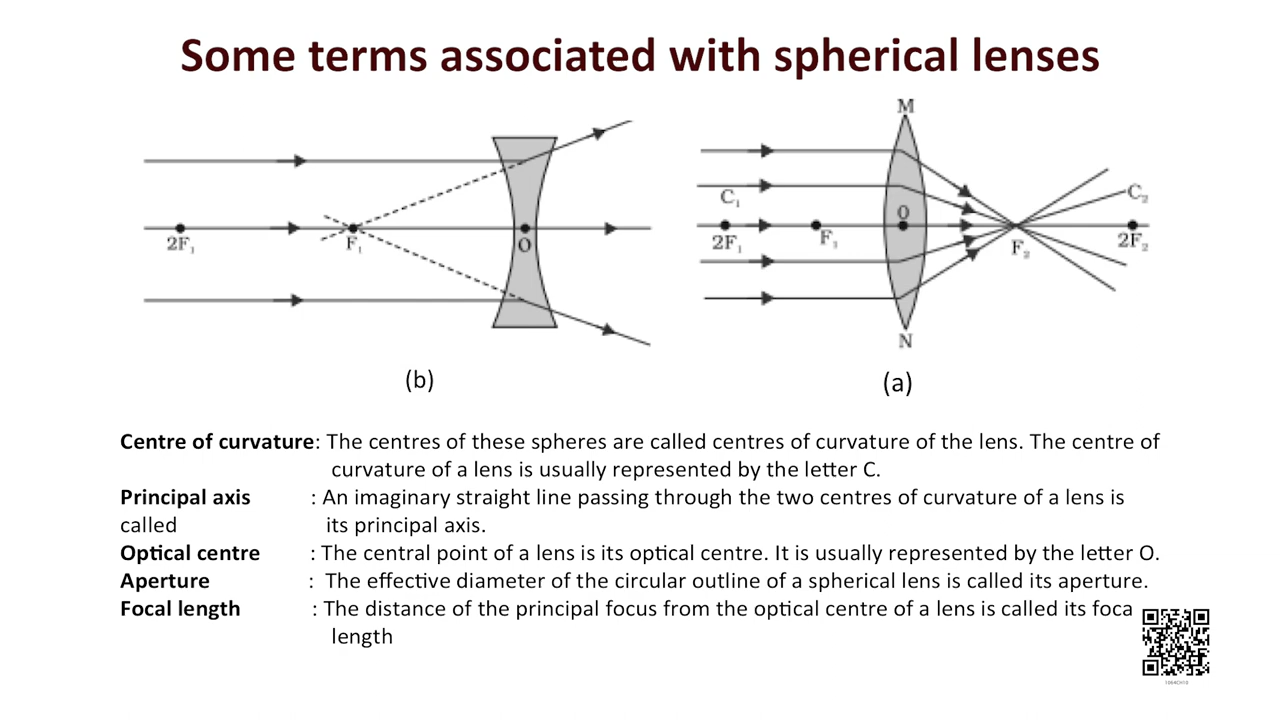 Some terms associated with spherical lenses
2F₁
F₁
O
(b)
M
C₁
2F₁
F₁
O
F₂
C₂
2F₂
N
(a)
Centre of curvature: The centres of these spheres are called centres of curvature of the lens. The centre of
curvature of a lens is usually represented by the letter C.
Principal axis : An imaginary straight line passing through the two centres of curvature of a lens is
called its principal axis.
Optical centre : The central point of a lens is its optical centre. It is usually represented by the letter O.
Aperture : The effective diameter of the circular outline of a spherical lens is called its aperture.
Focal length : The distance of the principal focus from the optical centre of a lens is called its foca
length